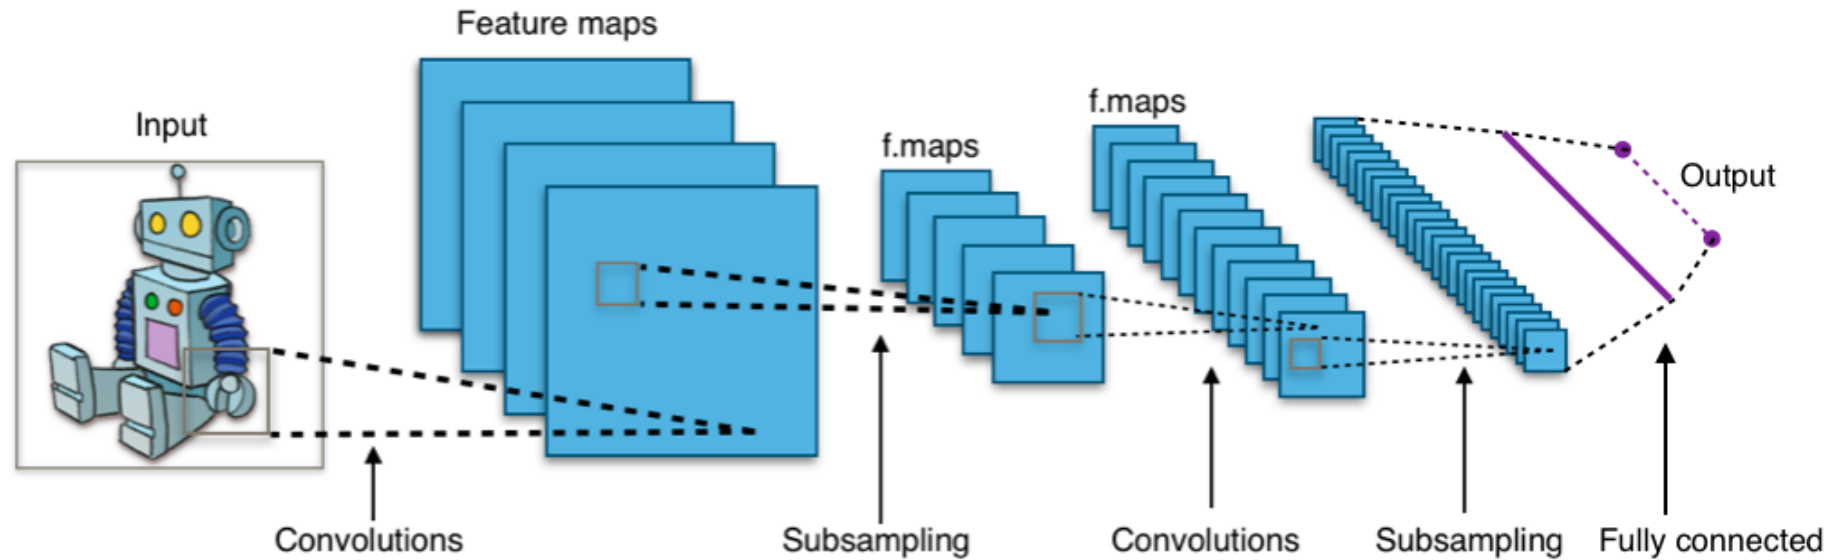 Feature maps
Input
f.maps
f.maps
Output
Convolutions
Subsampling
Convolutions
Subsampling
Fully connected